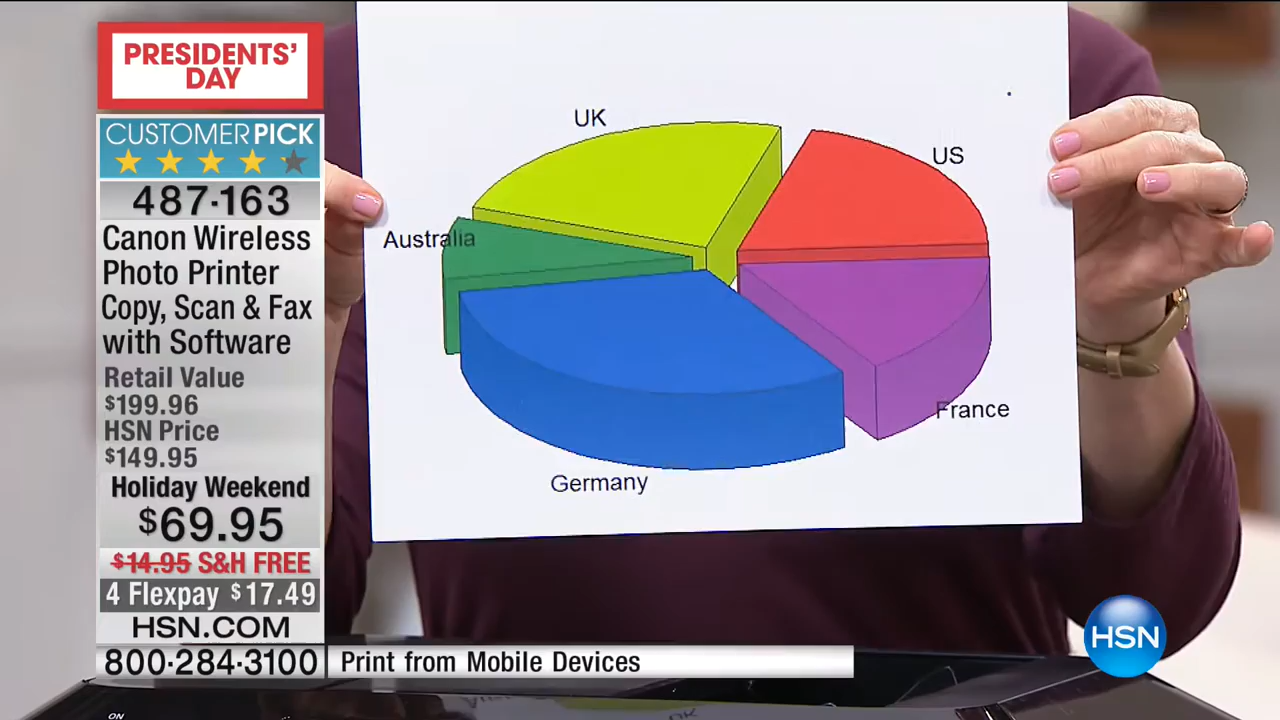 PRESIDENTS'
DAY
CUSTOMER PICK
487·163
Canon Wireless
Photo Printer
Copy, Scan & Fax
with Software
Retail Value
$199.96
HSN Price
$149.95
Holiday Weekend
$69.95
$14.95 S&H FREE
4 Flexpay $17.49
HSN.COM
800·284·3100
Print from Mobile Devices
UK
US
Australia
France
Germany
HSN
ON
UK